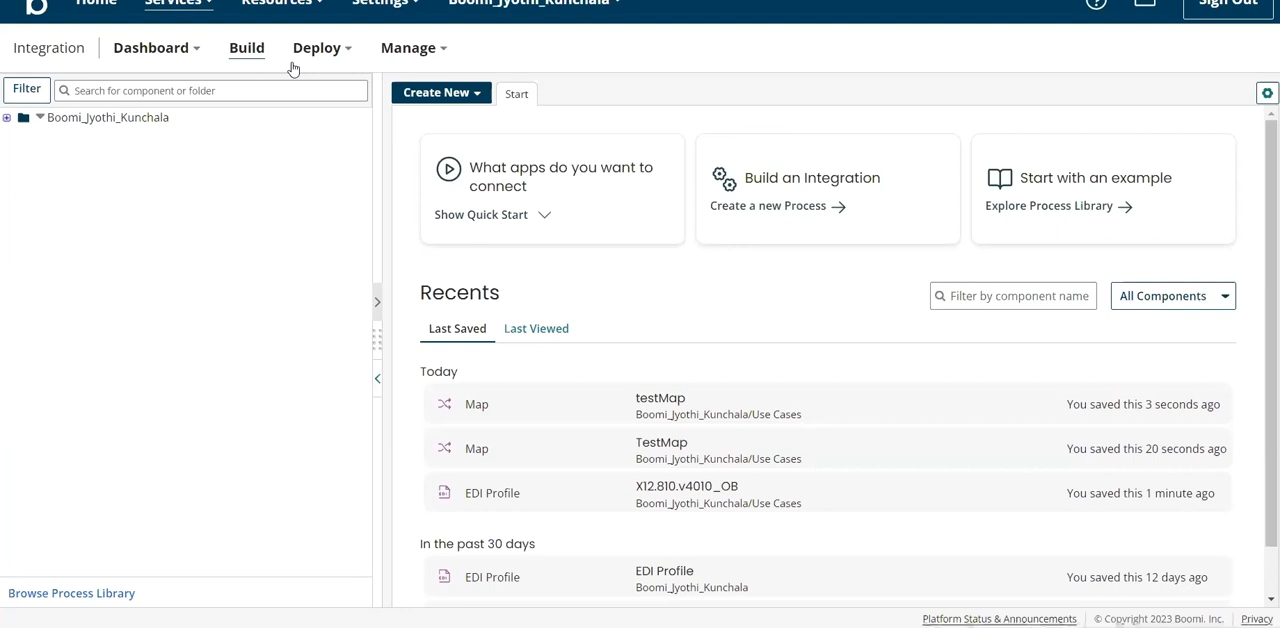 Home Services Resources Settings Boomi_Jyothi_Kunchala Sign Out
Integration Dashboard Build Deploy Manage
Filter Search for component or folder
Create New Start
Boomi_Jyothi_Kunchala
What apps do you want to
connect
Show Quick Start
Build an Integration
Create a new Process
Start with an example
Explore Process Library
Recents
Filter by component name All Components
Last Saved Last Viewed
Today
Map testMap You saved this 3 seconds ago
Boomi_Jyothi_Kunchala/Use Cases
Map TestMap You saved this 20 seconds ago
Boomi_Jyothi_Kunchala/Use Cases
EDI Profile X12.810.v4010_OB You saved this 1 minute ago
Boomi_Jyothi_Kunchala/Use Cases
In the past 30 days
EDI Profile EDI Profile You saved this 12 days ago
Boomi_Jyothi_Kunchala
Browse Process Library
Platform Status & Announcements © Copyright 2023 Boomi, Inc. Privacy